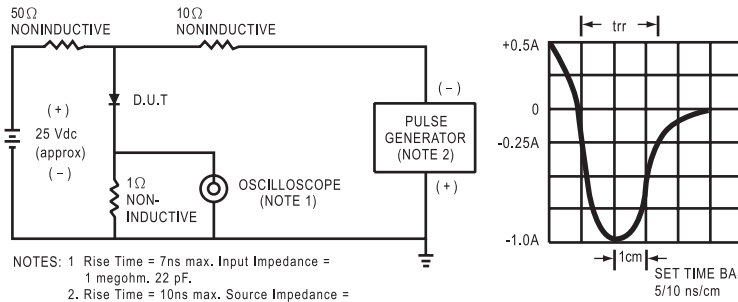 50Ω
NONINDUCTIVE
10Ω
NONINDUCTIVE
(+)
25 Vdc
(approx)
(−)
D.U.T
1Ω
NON-
INDUCTIVE
OSCILLOSCOPE
(NOTE 1)
(−)
PULSE
GENERATOR
(NOTE 2)
(+)
NOTES: 1 Rise Time = 7ns max. Input Impedance =
1 megohm. 22 pF.
2. Rise Time = 10ns max. Source Impedance =
trr
+0.5A
0
-0.25A
-1.0A
1cm
SET TIME BA
5/10 ns/cm